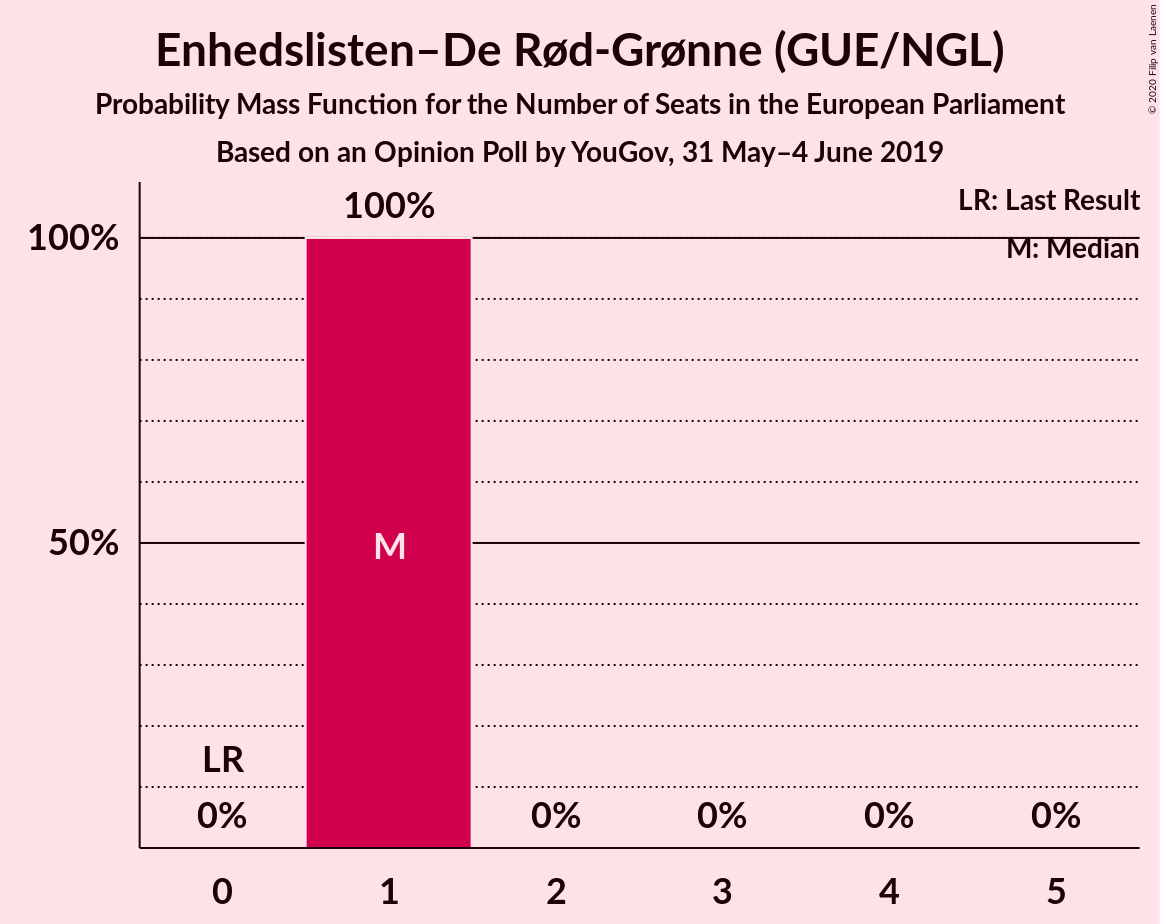 Enhedslisten–De Rød-Grønne (GUE/NGL)
Probability Mass Function for the Number of Seats in the European Parliament
Based on an Opinion Poll by YouGov, 31 May–4 June 2019
© 2020 Filip van Laenen
LR: Last Result
M: Median
100%
100%
50%
M
LR
0%
0%
0%
0%
0%
0
1
2
3
4
5